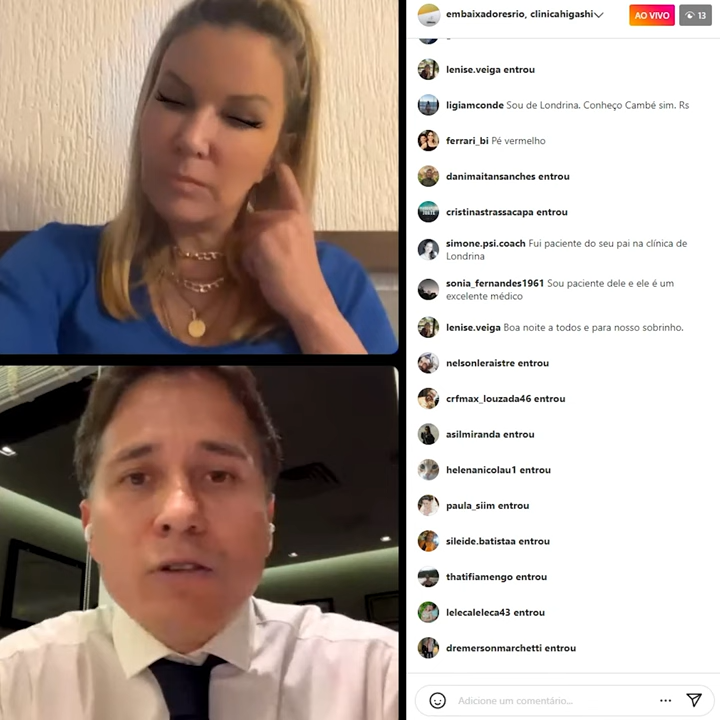 embaixadoresrio, clinicahigashi
AO VIVO
13
lenise.veiga entrou
ligiamconde Sou de Londrina. Conheço Cambé sim. Rs
ferrari_bi Pé vermelho
danimaitansanches entrou
cristinastrassacapa entrou
simone.psi.coach Fui paciente do seu pai na clínica de
Londrina
sonia_fernandes1961 Sou paciente dele e ele é um
excelente médico
lenise.veiga Boa noite a todos e para nosso sobrinho.
nelsonleraistre entrou
crfmax_louzada46 entrou
asilmiranda entrou
helenanicolau1 entrou
paula_siim entrou
sileide.batistaa entrou
thatifiamengo entrou
lelecaleleca43 entrou
dremersonmarchetti entrou
Adicione um comentário...